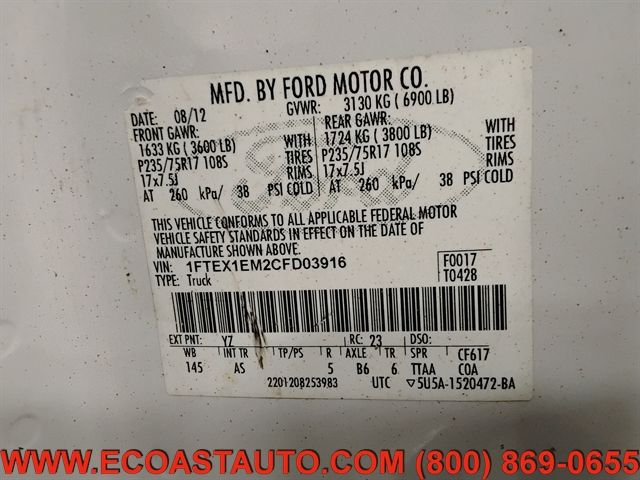 MFD. BY FORD MOTOR CO.
DATE: 08/12 GVWR: 3130 KG ( 6900 LB)
FRONT GAWR: REAR GAWR:
1633 KG ( 3600 LB) WITH 1724 KG ( 3800 LB) WITH
P235/75R17 108S TIRES P235/75R17 108S TIRES
17x7.5J RIMS 17x7.5J RIMS
AT 260 kPa/ 38 PSI COLD AT 260 kPa/ 38 PSI COLD
Ford
THIS VEHICLE CONFORMS TO ALL APPLICABLE FEDERAL MOTOR
VEHICLE SAFETY STANDARDS IN EFFECT ON THE DATE OF
MANUFACTURE SHOWN ABOVE.
VIN: 1FTEX1EM2CFD03916 F0017
TYPE: Truck T0428
EXT PNT: YZ RC: 23 DSO:
WB INT TR TP/PS R AXLE TR SPR CF617
145 AS 5 B6 6 TTAA COA
2201208253983 UTC ▽5U5A-1520472-BA
WWW.ECOASTAUTO.COM (800) 869-0655